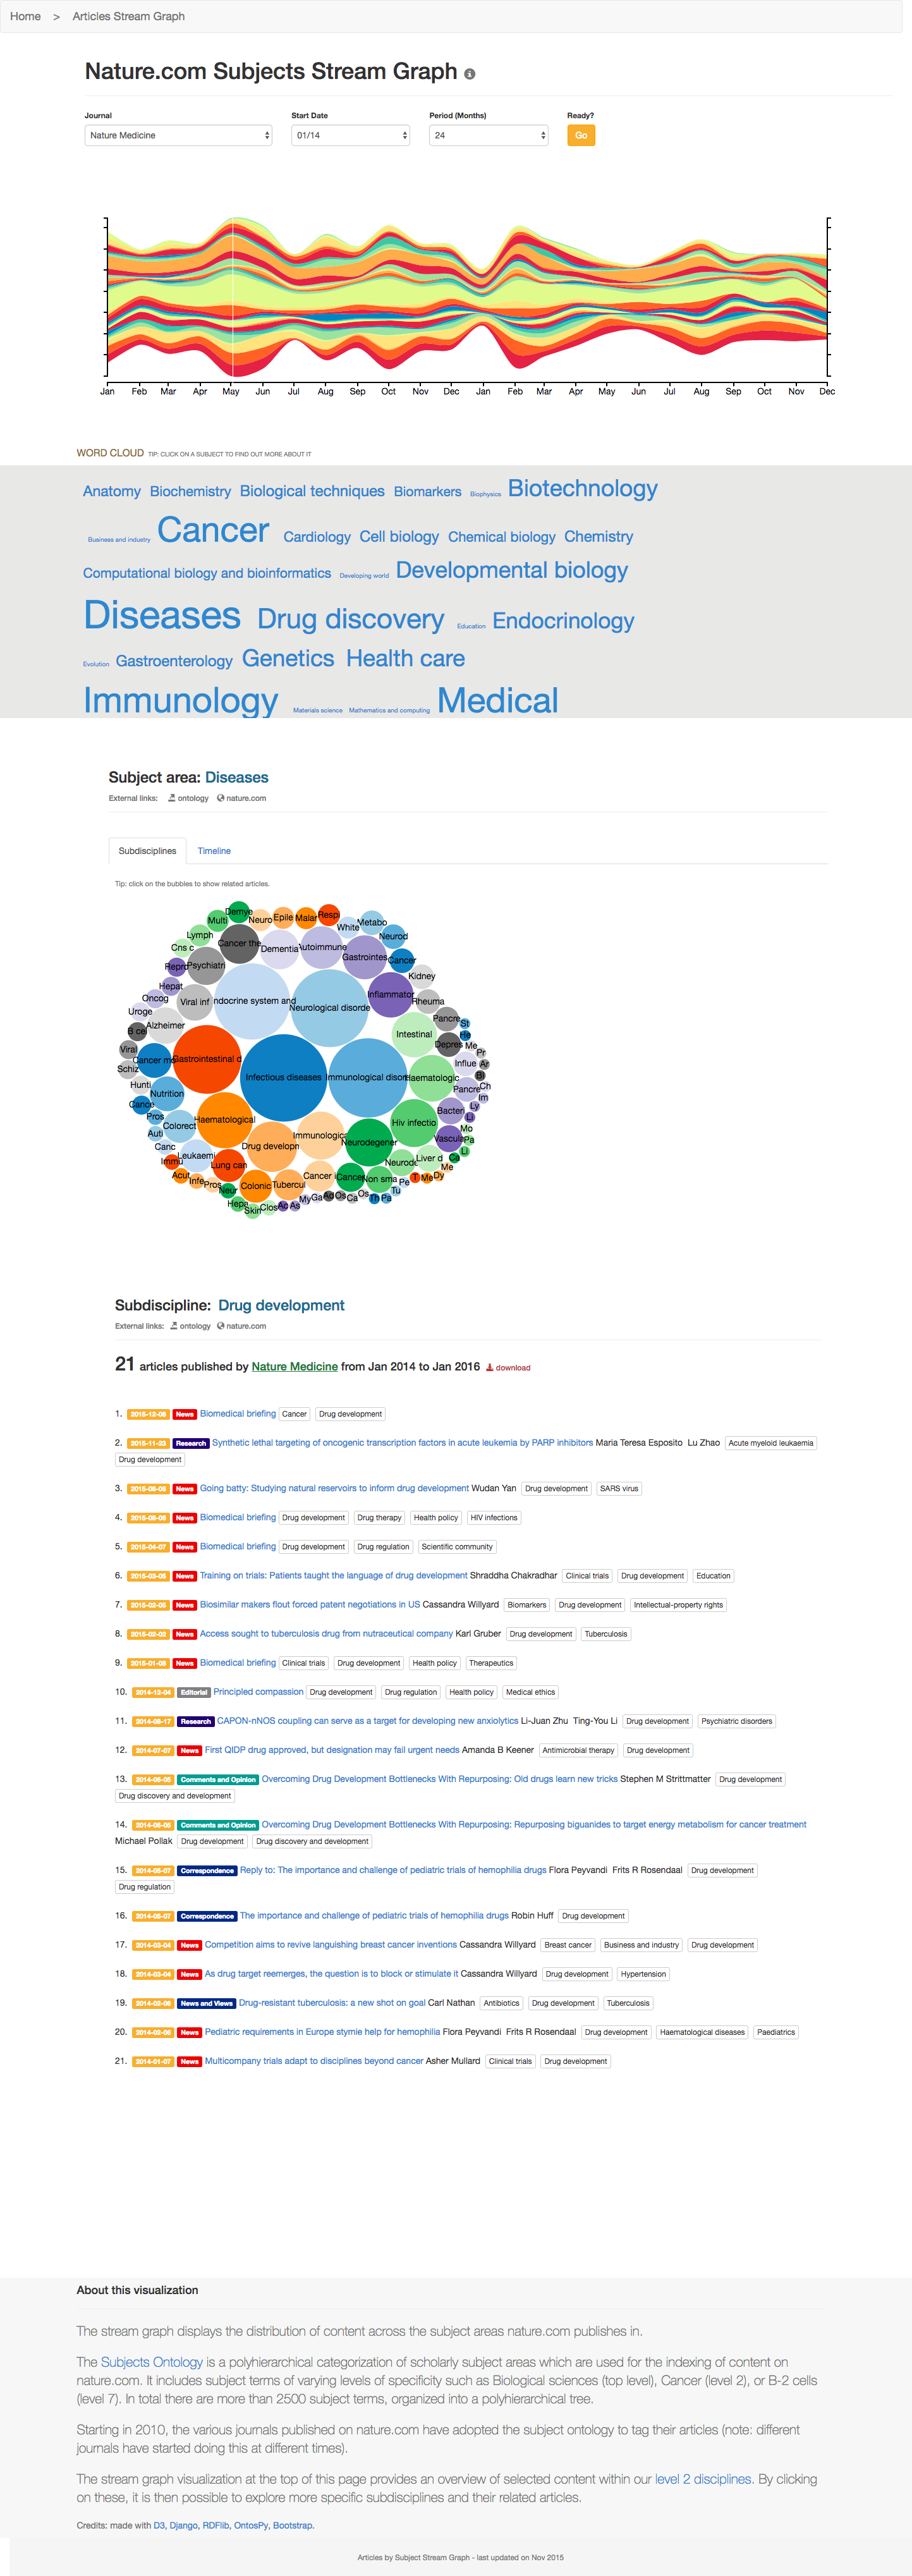 Home > Articles Stream Graph
Nature.com Subjects Stream Graph
Journal Start Date Period (Months) Ready?
Nature Medicine 01/14 24 Go
Jan Feb Mar Apr May Jun Jul Aug Sep Oct Nov Dec Jan Feb Mar Apr May Jun Jul Aug Sep Oct Nov Dec
WORD CLOUD TIP: CLICK ON A SUBJECT TO FIND OUT MORE ABOUT IT
Anatomy Biochemistry Biological techniques Biomarkers Biophysics Biotechnology
Business and industry Cancer Cardiology Cell biology Chemical biology Chemistry
Computational biology and bioinformatics Developing world Developmental biology
Diseases Drug discovery Education Endocrinology
Evolution Gastroenterology Genetics Health care
Immunology Materials science Mathematics and computing Medical
Subject area: Diseases
External links: ontology nature.com
Subdisciplines Timeline
Tip: click on the bubbles to show related articles.
Demye
Multi Neuro Epile Malar Resp
White Metabo
Lymph Neurod
Cns c Cancer the Dementia Autoimmune
Gastrointes Cancer
Repro Psychiatri Kidney
Hepat Inflammator
Oncog Viral inf ndocrine system and Neurological disorde Rheuma
Uroge Pancre St
B cel Alzheimer Intestinal He
Viral Depres Me
Cancer me Gastrointestinal d Pr
Schiz Influe Ar
Infectious diseases Immunological disor Haematologic Bl
Hunti Nutrition Pancre Ch
Cance Im
Pros Haematological Bacteri Ly
Auti Colorect Hiv infectio Li
Canc Drug developn Immunologic Neurodegener Vascula Mo
Pa
Leukaemi Li
Immu Lung can Neurodc Liver d Ca
Acut Me
Infe Pros Colonic Tubercul Cancer i Cancer Non sma Pe T Me Dy
Neur Tu
Hepa My Ga Ad Os Ca Os Th Pa
Skin Clos Ac As
Subdiscipline: Drug development
External links: ontology nature.com
21 articles published by Nature Medicine from Jan 2014 to Jan 2016 download
1. 2015-12-08 News Biomedical briefing Cancer Drug development
2. 2015-11-23 Research Synthetic lethal targeting of oncogenic transcription factors in acute leukemia by PARP inhibitors Maria Teresa Esposito Lu Zhao Acute myeloid leukaemia
Drug development
3. News Going batty: Studying natural reservoirs to inform drug development Wudan Yan Drug development SARS virus
4. News Biomedical briefing Drug development Drug therapy Health policy HIV infections
5. 2015-04-07 News Biomedical briefing Drug development Drug regulation Scientific community
6. 2015-03-05 News Training on trials: Patients taught the language of drug development Shraddha Chakradhar Clinical trials Drug development Education
7. 2015-02-05 News Biosimilar makers flout forced patent negotiations in US Cassandra Willyard Biomarkers Drug development Intellectual-property rights
8. 2015-02-02 News Access sought to tuberculosis drug from nutraceutical company Karl Gruber Drug development Tuberculosis
9. News Biomedical briefing Clinical trials Drug development Health policy Therapeutics
10. 2014-12-04 Editorial Principled compassion Drug development Drug regulation Health policy Medical ethics
11. Research CAPON-nNOS coupling can serve as a target for developing new anxiolytics Li-Juan Zhu Ting-You Li Drug development Psychiatric disorders
12. 2014-07-07 News First QIDP drug approved, but designation may fail urgent needs Amanda B Keener Antimicrobial therapy Drug development
13. Comments and Opinion Overcoming Drug Development Bottlenecks With Repurposing: Old drugs learn new tricks Stephen M Strittmatter Drug development
Drug discovery and development
14. Comments and Opinion Overcoming Drug Development Bottlenecks With Repurposing: Repurposing biguanides to target energy metabolism for cancer treatment
Michael Pollak Drug development Drug discovery and development
15. 2014-05-07 Correspondence Reply to: The importance and challenge of pediatric trials of hemophilia drugs Flora Peyvandi Frits R Rosendaal Drug development
Drug regulation
16. 2014-05-07 Correspondence The importance and challenge of pediatric trials of hemophilia drugs Robin Huff Drug development
17. 2014-03-04 News Competition aims to revive languishing breast cancer inventions Cassandra Willyard Breast cancer Business and industry Drug development
18. 2014-03-04 News As drug target reemerges, the question is to block or stimulate it Cassandra Willyard Drug development Hypertension
19. 2014-02-06 News and Views Drug-resistant tuberculosis: a new shot on goal Carl Nathan Antibiotics Drug development Tuberculosis
20. 2014-02-06 News Pediatric requirements in Europe stymie help for hemophilia Flora Peyvandi Frits R Rosendaal Drug development Haematological diseases Paediatrics
21. 2014-01-07 News Multicompany trials adapt to disciplines beyond cancer Asher Mullard Clinical trials Drug development
About this visualization
The stream graph displays the distribution of content across the subject areas nature.com publishes in.
The Subjects Ontology is a polyhierarchical categorization of scholarly subject areas which are used for the indexing of content on
nature.com. It includes subject terms of varying levels of specificity such as Biological sciences (top level), Cancer (level 2), or B-2 cells
(level 7). In total there are more than 2500 subject terms, organized into a polyhierarchical tree.
Starting in 2010, the various journals published on nature.com have adopted the subject ontology to tag their articles (note: different
journals have started doing this at different times).
The stream graph visualization at the top of this page provides an overview of selected content within our level 2 disciplines. By clicking
on these, it is then possible to explore more specific subdisciplines and their related articles.
Credits: made with D3, Django, RDFlib, OntosPy, Bootstrap.
Articles by Subject Stream Graph - last updated on Nov 2015